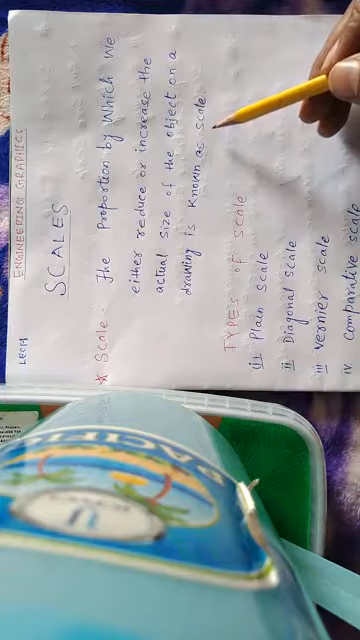 LEC#1
ENGINEERING GRAPHICS
SCALES
* Scale:- The Proportion by Which We
either reduce or increase the
actual size of the object on a
drawing is known as scale.
TYPES OF SCALE
(i) Plain scale
ii Diagonal scale
iii Vernier scale
iv. Comparative scale
PACIFIC